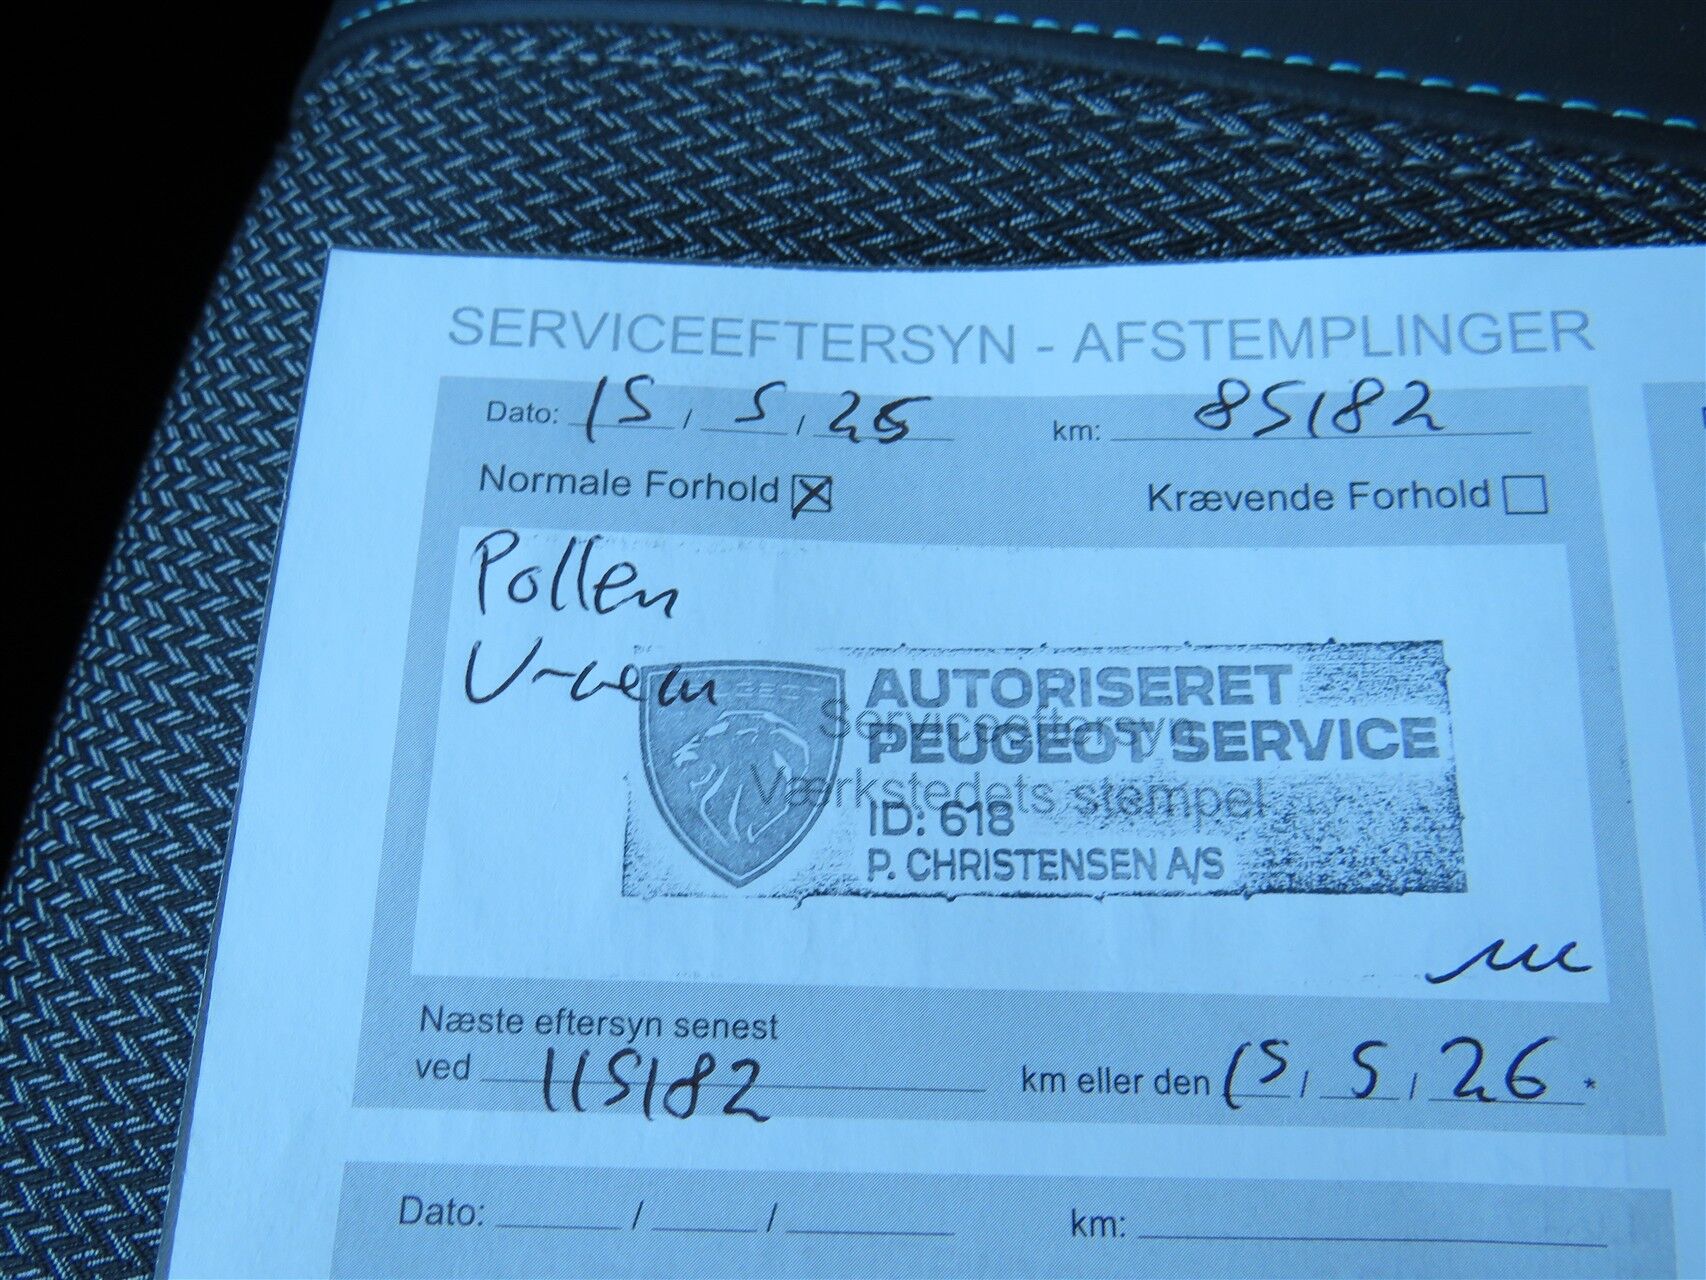 SERVICEEFTERSYN - AFSTEMPLINGER
Dato: 15 / 5 / 25 km: 85182
Normale Forhold ☒ Krævende Forhold ☐
Pollen
PEUGEOT
AUTORISERET
Serviceeftersyn
PEUGEOT SERVICE
Værkstedets stempel
ID: 618
P. CHRISTENSEN A/S
Næste eftersyn senest
ved 115182 km eller den 15 / 5 / 26 *
Dato: / / km: